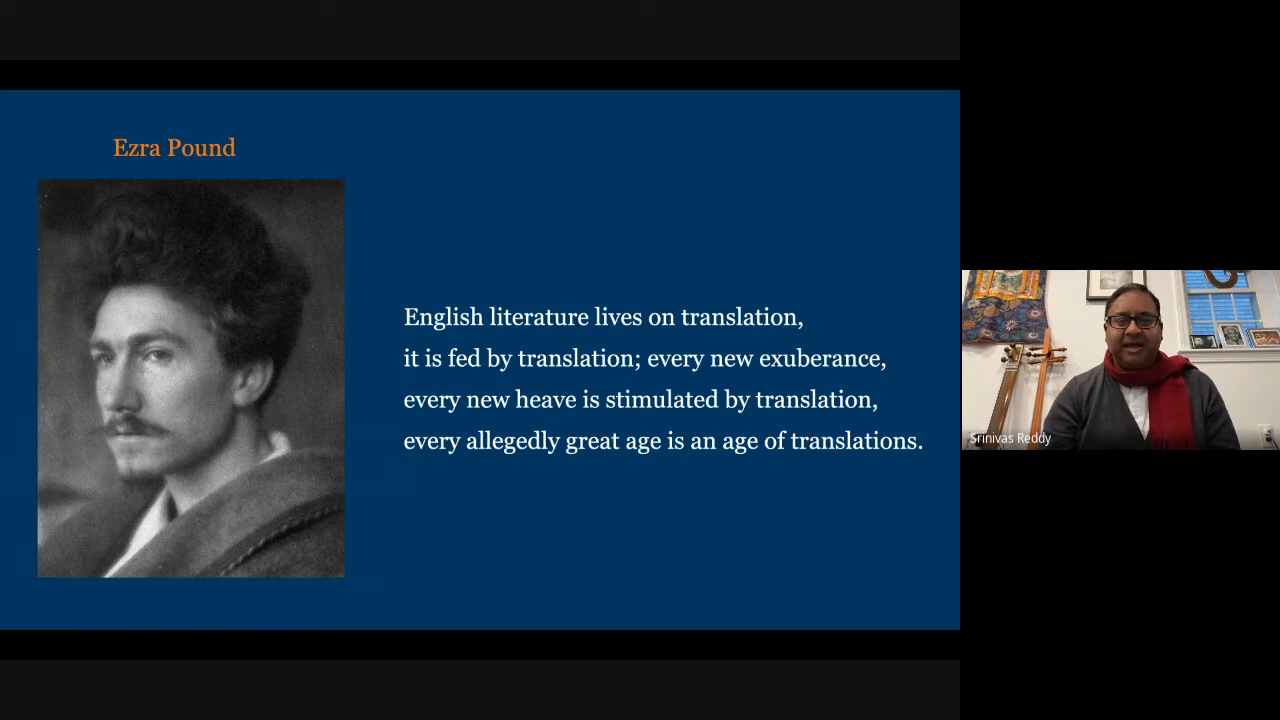 Ezra Pound
English literature lives on translation,
it is fed by translation; every new exuberance,
every new heave is stimulated by translation,
every allegedly great age is an age of translations.
Srinivas Reddy